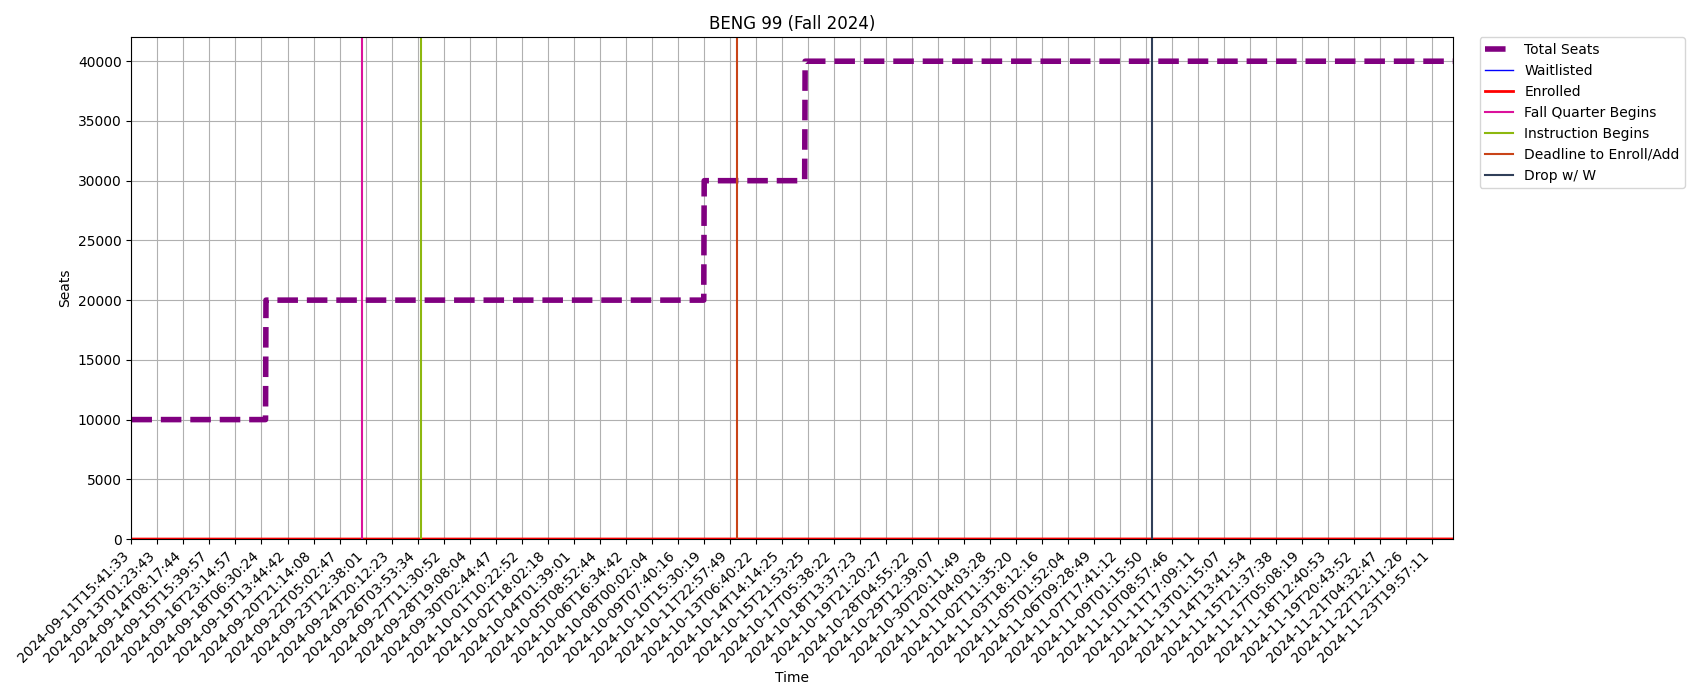 BENG 99 (Fall 2024)
40000
35000
30000
25000
20000
15000
10000
5000
0
Seats
2024-09-11T15:41:33
2024-09-13T01:23:43
2024-09-14T08:17:44
2024-09-15T15:39:57
2024-09-16T23:14:57
2024-09-18T06:30:24
2024-09-19T13:44:42
2024-09-20T21:14:08
2024-09-22T05:02:47
2024-09-23T12:38:01
2024-09-24T20:12:23
2024-09-26T03:53:34
2024-09-27T11:30:52
2024-09-28T19:08:04
2024-09-30T02:44:47
2024-10-01T10:22:52
2024-10-02T18:02:18
2024-10-04T01:39:01
2024-10-05T08:52:44
2024-10-06T16:34:42
2024-10-08T00:02:04
2024-10-09T07:40:16
2024-10-10T15:30:19
2024-10-11T22:57:49
2024-10-13T06:40:22
2024-10-14T14:14:25
2024-10-15T21:53:25
2024-10-17T05:38:22
2024-10-18T13:37:23
2024-10-19T21:20:27
2024-10-28T04:55:22
2024-10-29T12:39:07
2024-10-30T20:11:49
2024-11-01T04:03:28
2024-11-02T11:35:20
2024-11-03T18:12:16
2024-11-05T01:52:04
2024-11-06T09:28:49
2024-11-07T17:41:12
2024-11-09T01:15:50
2024-11-10T08:57:46
2024-11-11T17:09:11
2024-11-13T01:15:07
2024-11-14T13:41:54
2024-11-15T21:37:38
2024-11-17T05:08:19
2024-11-18T12:40:53
2024-11-19T20:43:52
2024-11-21T04:32:47
2024-11-22T12:11:26
2024-11-23T19:57:11
Time
Total Seats
Waitlisted
Enrolled
Fall Quarter Begins
Instruction Begins
Deadline to Enroll/Add
Drop w/ W